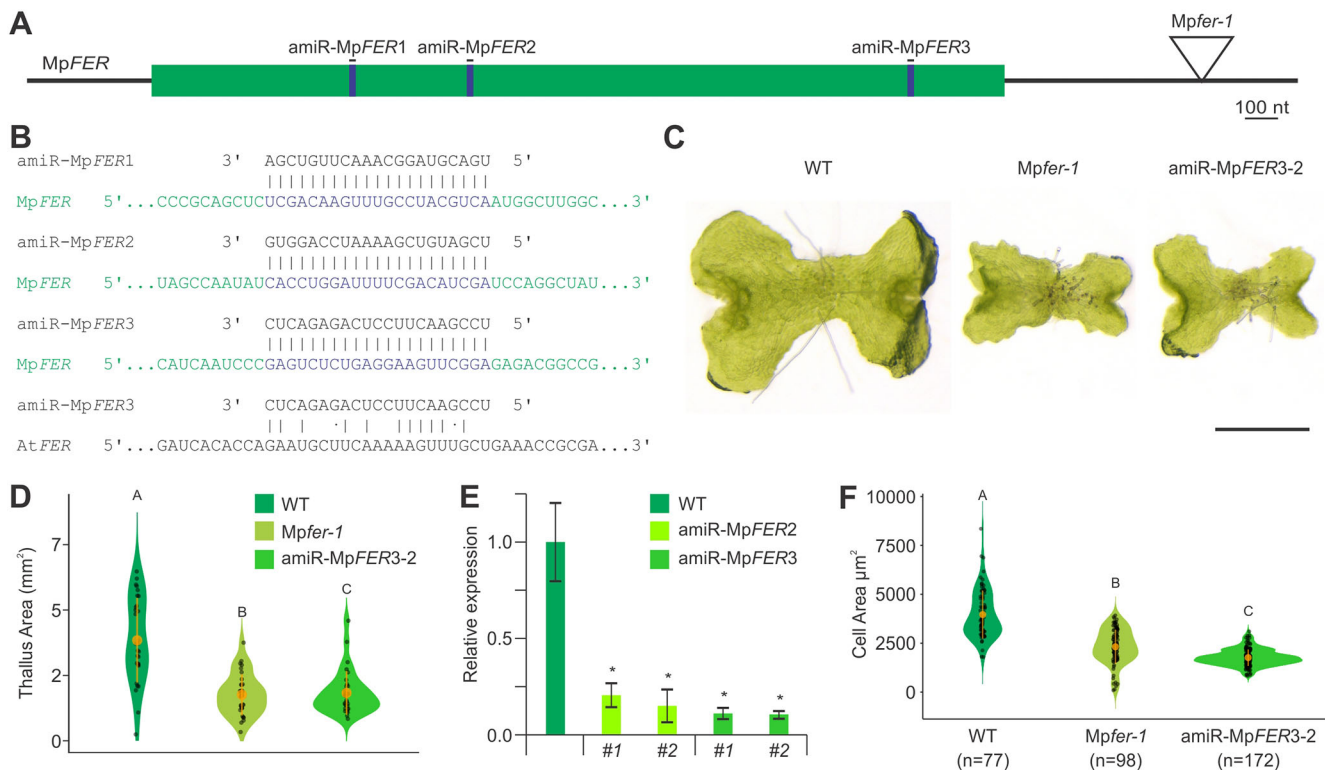 A
MpFER
amiR-MpFER1
amiR-MpFER2
amiR-MpFER3
Mpfer-1
100 nt
B
amiR-MpFER1 3' AGCUGUUCAAACGGAUGCAGU 5'
MpFER 5'...CCCGCAGCUCUCGACAAGUUUGCCUACGUCAAUGGCUUGGC...3'
amiR-MpFER2 3' GUGGACCUAAAAGCUGUAGCU 5'
MpFER 5'...UAGCCAAUAUCACCUGGAUUUUCGACAUCGAUCCAGGCUAU...3'
amiR-MpFER3 3' CUCAGAGACUCCUUCAAGCCU 5'
MpFER 5'...CAUCAAUCCCGAGUCUCUGAGGAAGUUCGGAGAGACGGCCG...3'
amiR-MpFER3 3' CUCAGAGACUCCUUCAAGCCU 5'
AtFER 5'...GAUCACACCAGAAUGCUUCAAAAAGUUUGCUGAAACCGCGA...3'
C
WT
Mpfer-1
amiR-MpFER3-2
D
Thallus Area (mm²)
7
5
2
0
A
B
C
WT
Mpfer-1
amiR-MpFER3-2
E
Relative expression
1.0
0.5
0.0
WT
amiR-MpFER2
amiR-MpFER3
* * * *
#1 #2 #1 #2
F
Cell Area µm²
10000
7500
5000
2500
0
A
B
C
WT Mpfer-1 amiR-MpFER3-2
(n=77) (n=98) (n=172)